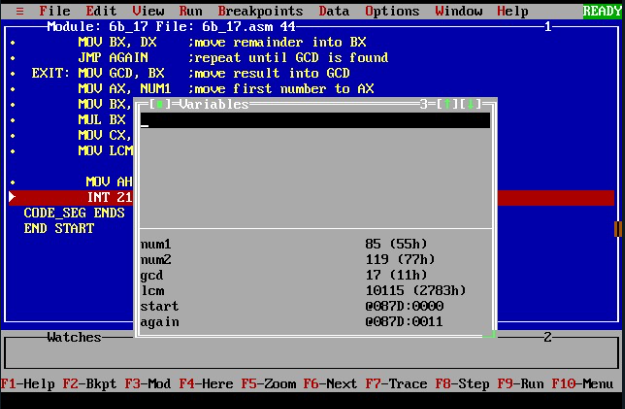 ≡ File Edit View Run Breakpoints Data Options Window Help READY
Module: 6b_17 File: 6b_17.asm 44 1
MOV BX, DX ;move remainder into BX
JMP AGAIN ;repeat until GCD is found
EXIT: MOV GCD, BX ;move result into GCD
MOV AX, NUM1 ;move first number to AX
MOV BX,
MUL BX
MOV CX,
MOV LCM
MOV AH
INT 21
CODE_SEG ENDS
END START
[■]=Variables 3=[↑][↓]
num1 85 (55h)
num2 119 (77h)
gcd 17 (11h)
lcm 10115 (2783h)
start @087D:0000
again @087D:0011
Watches 2
F1-Help F2-Bkpt F3-Mod F4-Here F5-Zoom F6-Next F7-Trace F8-Step F9-Run F10-Menu